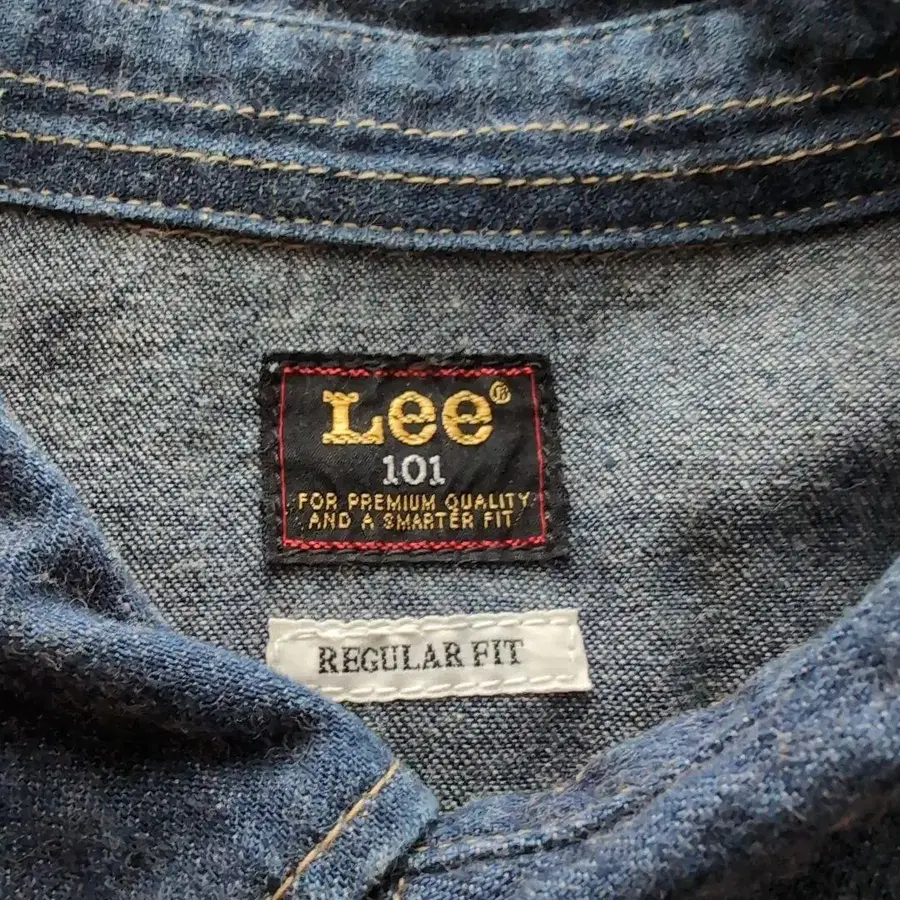 Lee®
101
FOR PREMIUM QUALITY
AND A SMARTER FIT
REGULAR FIT